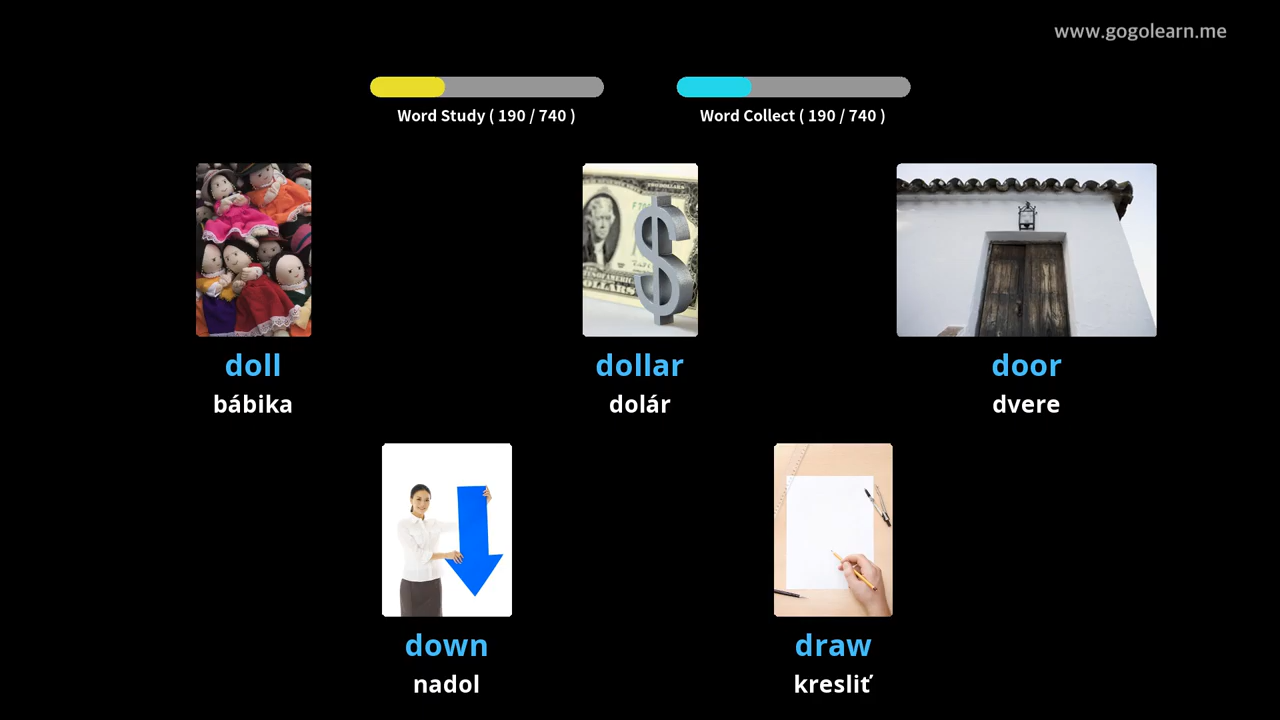 www.gogolearn.me
Word Study ( 190 / 740 )
Word Collect ( 190 / 740 )
doll
dollar
door
bábika
dolár
dvere
down
draw
nadol
kresliť